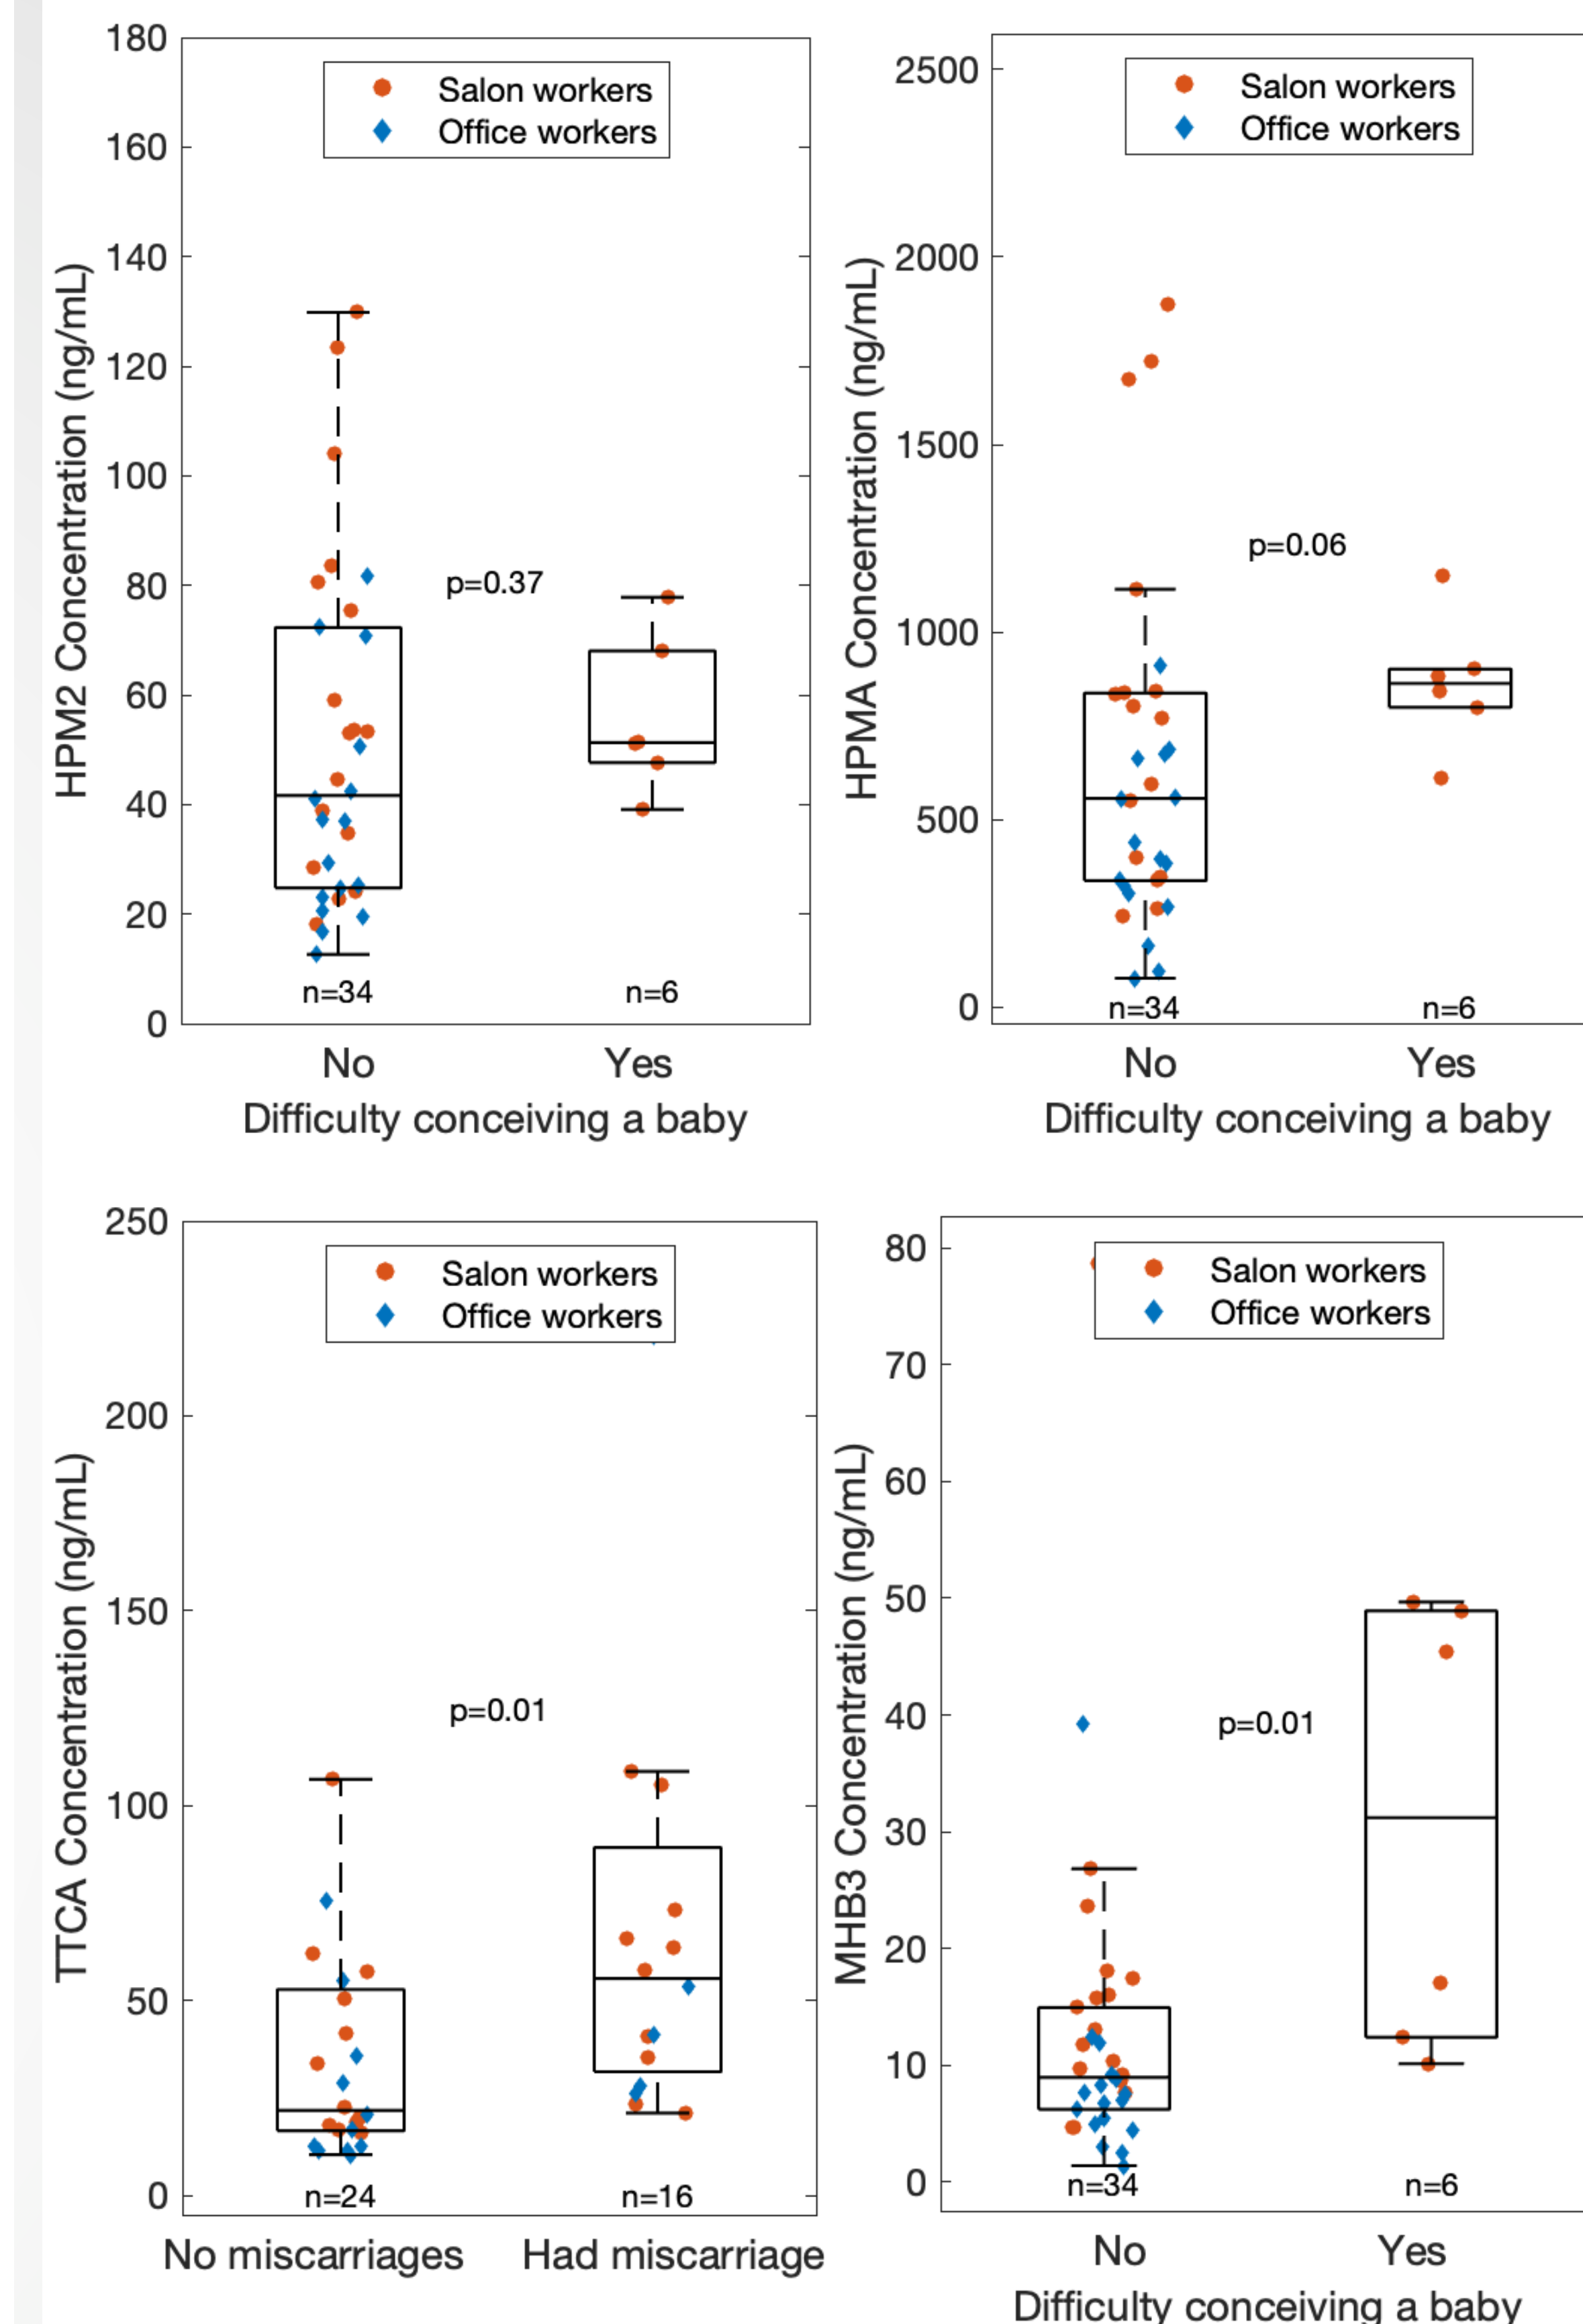 180
160
140
120
100
80
60
40
20
0
HPM2 Concentration (ng/mL)
Salon workers
Office workers
p=0.37
n=34
n=6
No
Yes
Difficulty conceiving a baby
2500
2000
1500
1000
500
0
HPMA Concentration (ng/mL)
Salon workers
Office workers
p=0.06
n=34
n=6
No
Yes
Difficulty conceiving a baby
250
200
150
100
50
0
TTCA Concentration (ng/mL)
Salon workers
Office workers
p=0.01
n=24
n=16
No miscarriages
Had miscarriage
80
70
60
50
40
30
20
10
0
MHB3 Concentration (ng/mL)
Salon workers
Office workers
p=0.01
n=34
n=6
No
Yes
Difficulty conceiving a baby